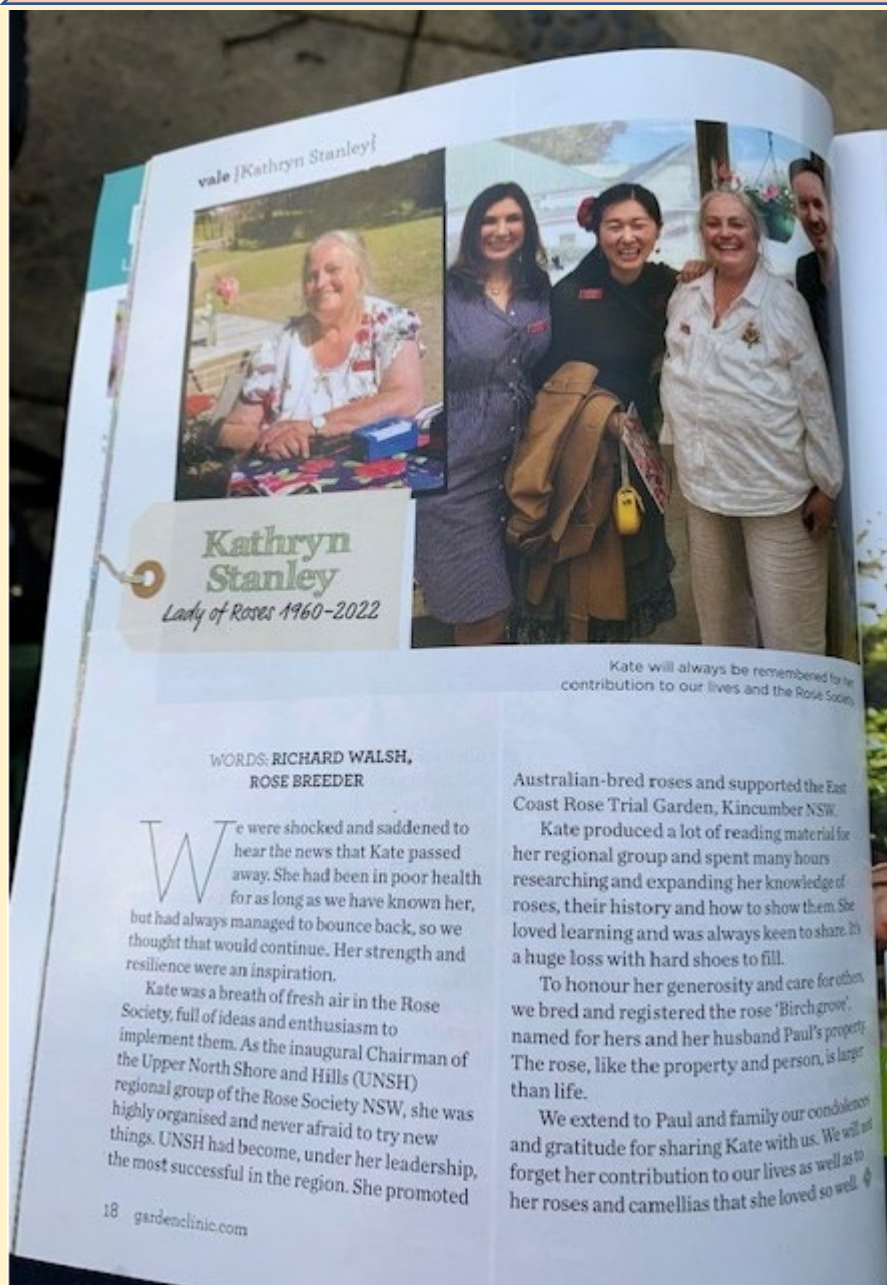 vale {Kathryn Stanley}
Kathryn
Stanley
Lady of Roses 1960–2022
Kate will always be remembered for her
contribution to our lives and the Rose Society
WORDS: RICHARD WALSH,
ROSE BREEDER
We were shocked and saddened to
hear the news that Kate passed
away. She had been in poor health
for as long as we have known her,
but had always managed to bounce back, so we
thought that would continue. Her strength and
resilience were an inspiration.
Kate was a breath of fresh air in the Rose
Society, full of ideas and enthusiasm to
implement them. As the inaugural Chairman of
the Upper North Shore and Hills (UNSH)
regional group of the Rose Society NSW, she was
highly organised and never afraid to try new
things. UNSH had become, under her leadership,
the most successful in the region. She promoted
Australian-bred roses and supported the East
Coast Rose Trial Garden, Kincumber NSW.
Kate produced a lot of reading material for
her regional group and spent many hours
researching and expanding her knowledge of
roses, their history and how to show them. She
loved learning and was always keen to share. It's
a huge loss with hard shoes to fill.
To honour her generosity and care for others,
we bred and registered the rose 'Birchgrove',
named for hers and her husband Paul's property.
The rose, like the property and person, is larger
than life.
We extend to Paul and family our condolences
and gratitude for sharing Kate with us. We will not
forget her contribution to our lives as well as to
her roses and camellias that she loved so well.
18 gardenclinic.com